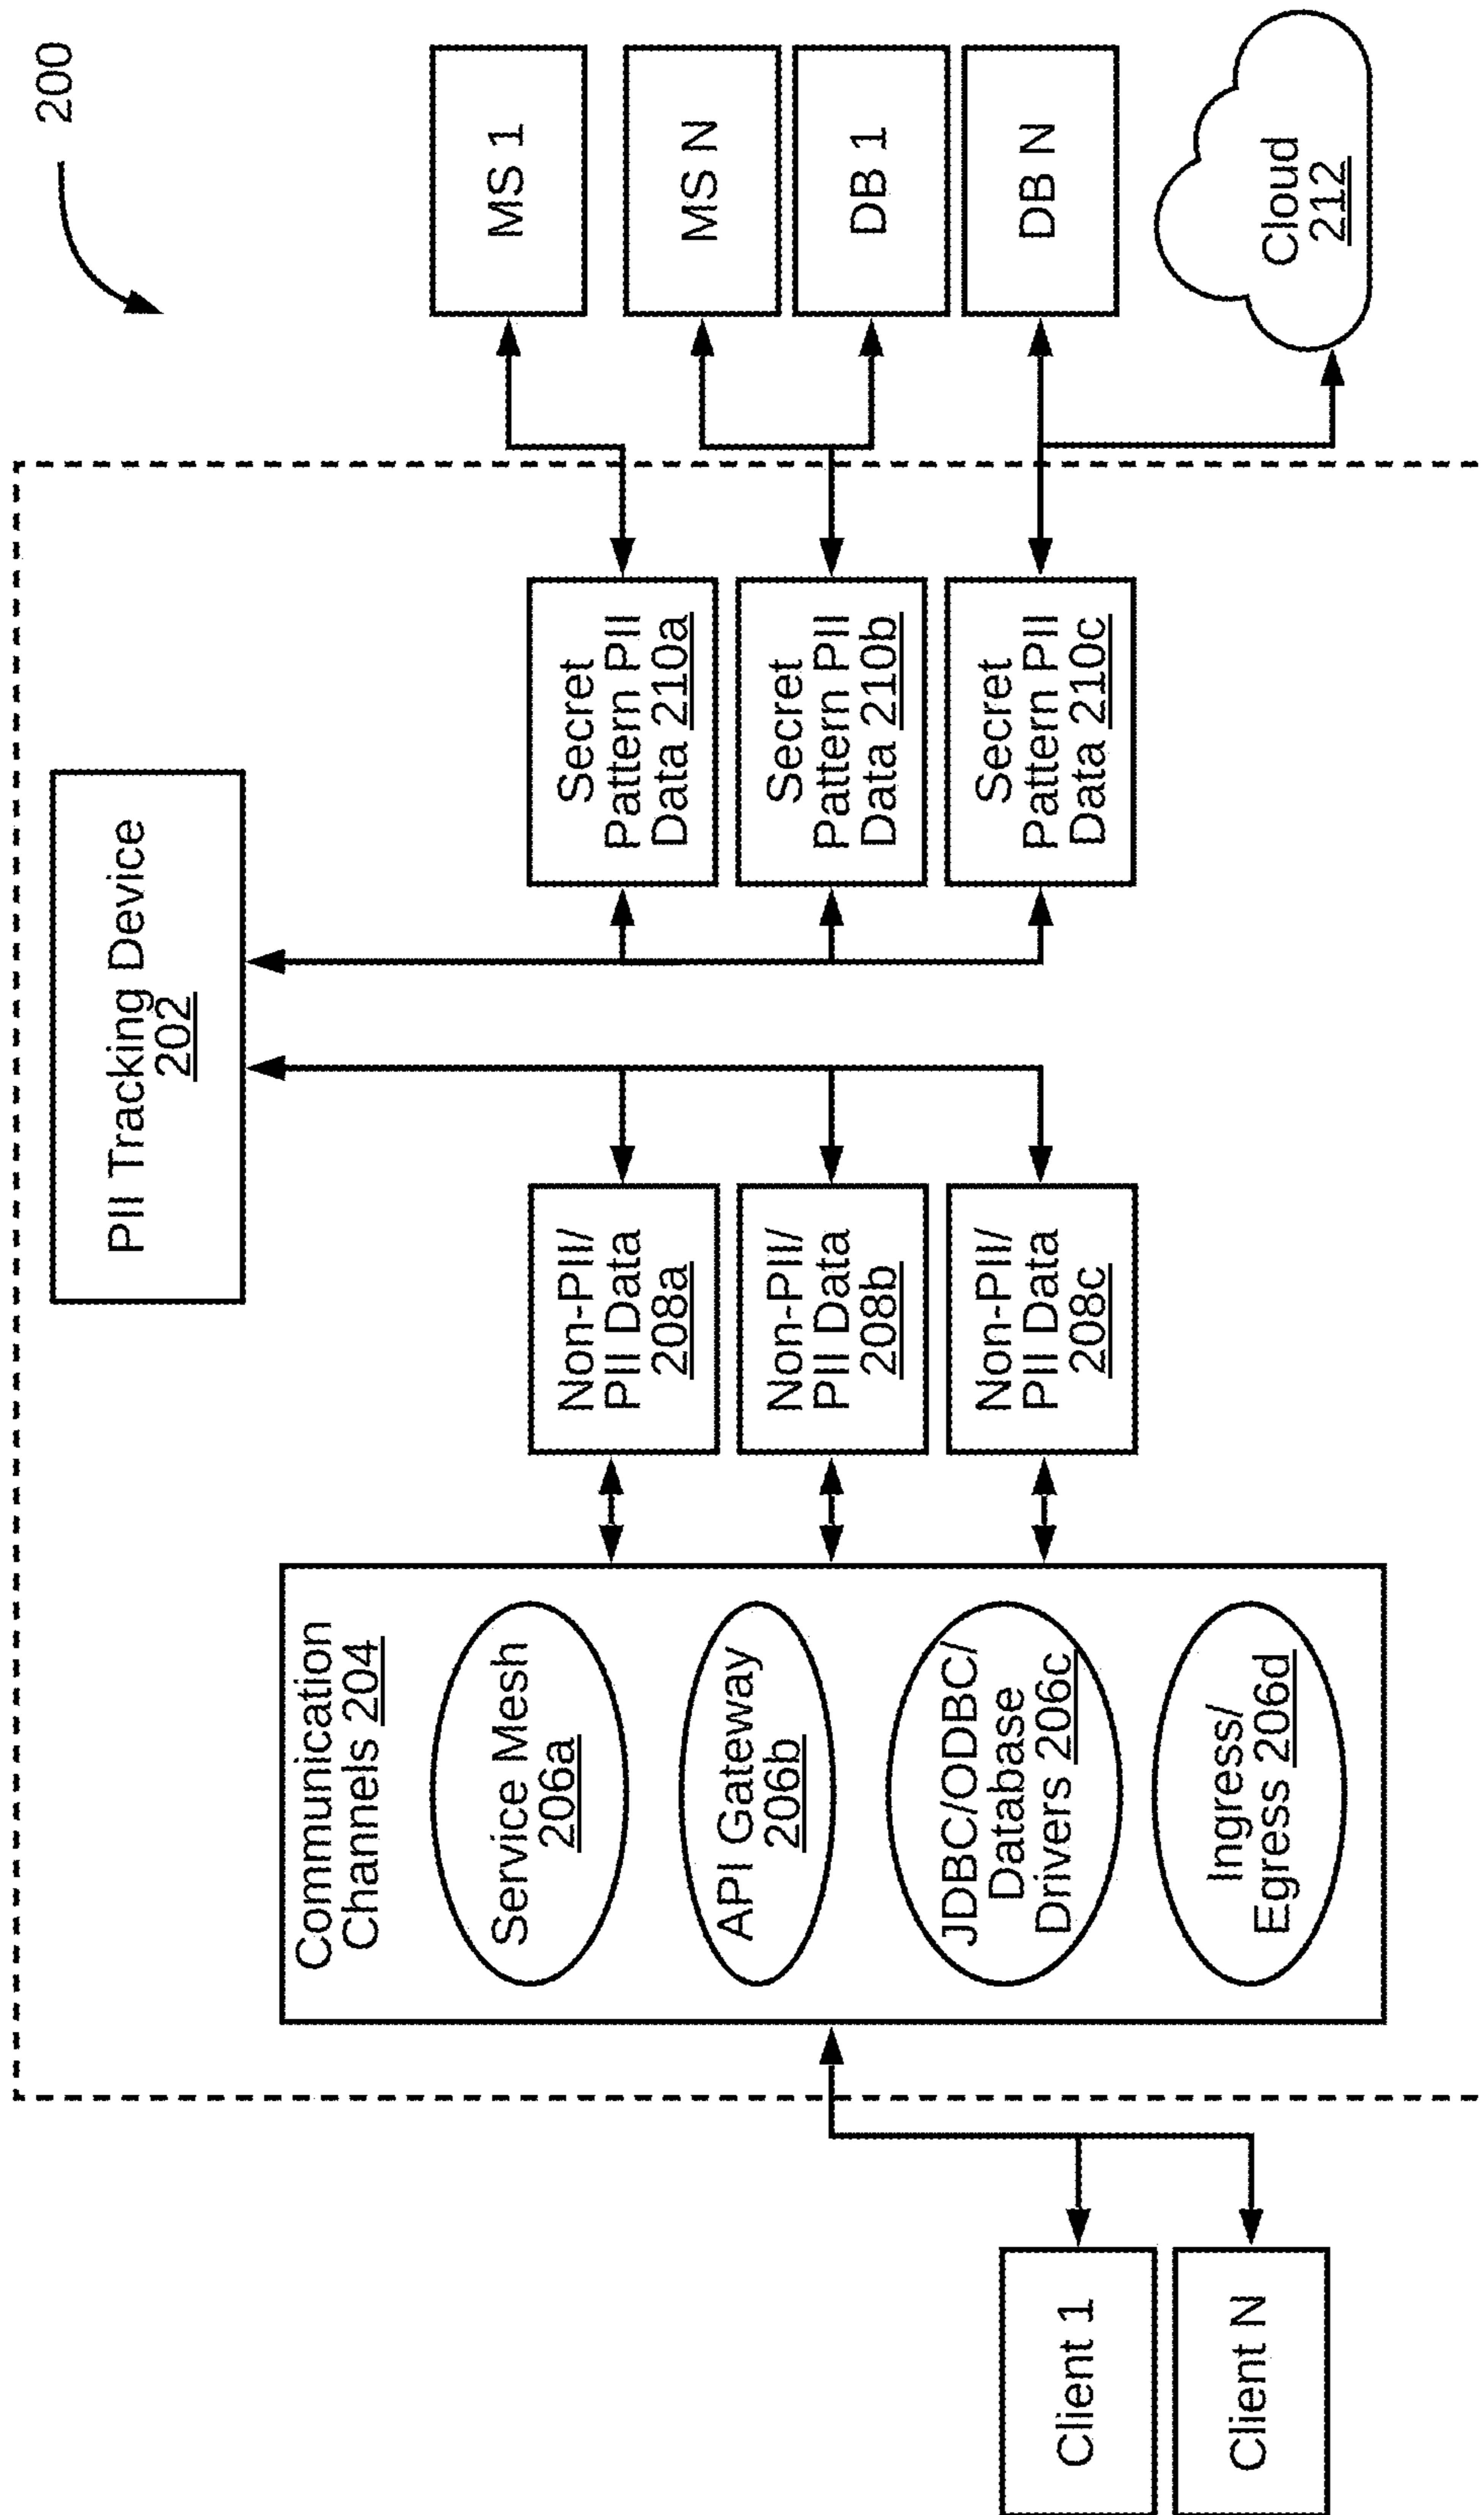 200
PII Tracking Device
202
Client 1
Client N
Communication
Channels 204
Service Mesh
206a
API Gateway
206b
JDBC/ODBC/
Database
Drivers 206c
Ingress/
Egress 206d
Non-PII/
PII Data
208a
Non-PII/
PII Data
208b
Non-PII/
PII Data
208c
Secret
Pattern PII
Data 210a
Secret
Pattern PII
Data 210b
Secret
Pattern PII
Data 210c
MS 1
MS N
DB 1
DB N
Cloud
212